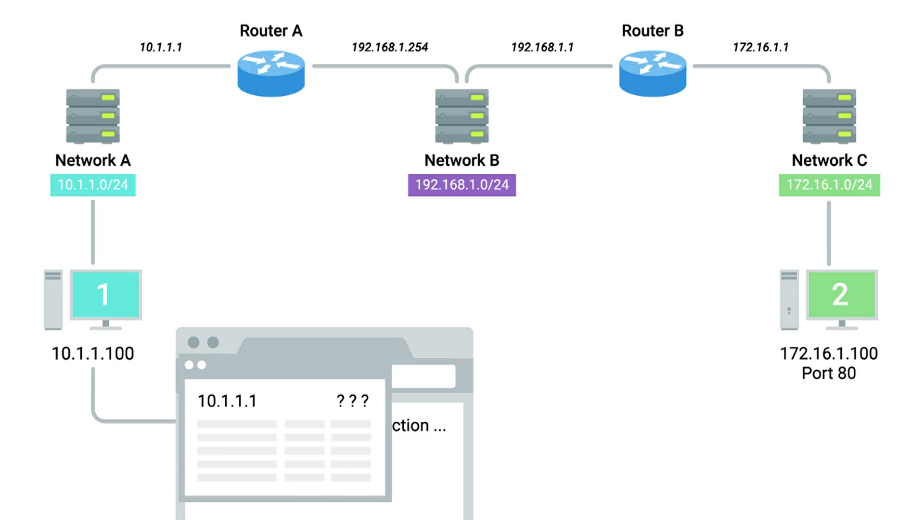 Router A
Router B
10.1.1.1
192.168.1.254
192.168.1.1
172.16.1.1
Network A
Network B
Network C
10.1.1.0/24
192.168.1.0/24
172.16.1.0/24
1
2
10.1.1.100
172.16.1.100
Port 80
10.1.1.1 ???
ction ...